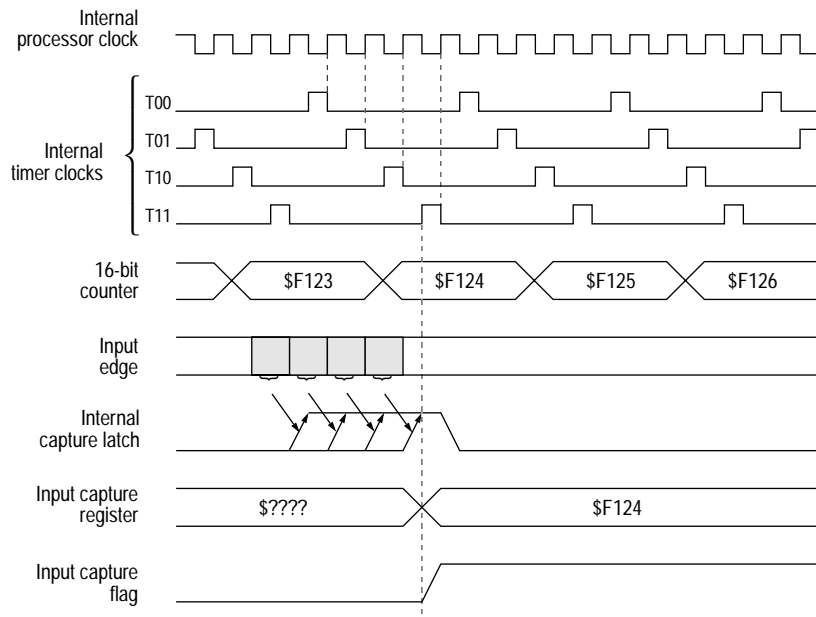 Internal
processor clock
T00
T01
Internal
timer clocks
T10
T11
16-bit
counter
$F123 $F124 $F125 $F126
Input
edge
Internal
capture latch
Input capture
register
$???? $F124
Input capture
flag